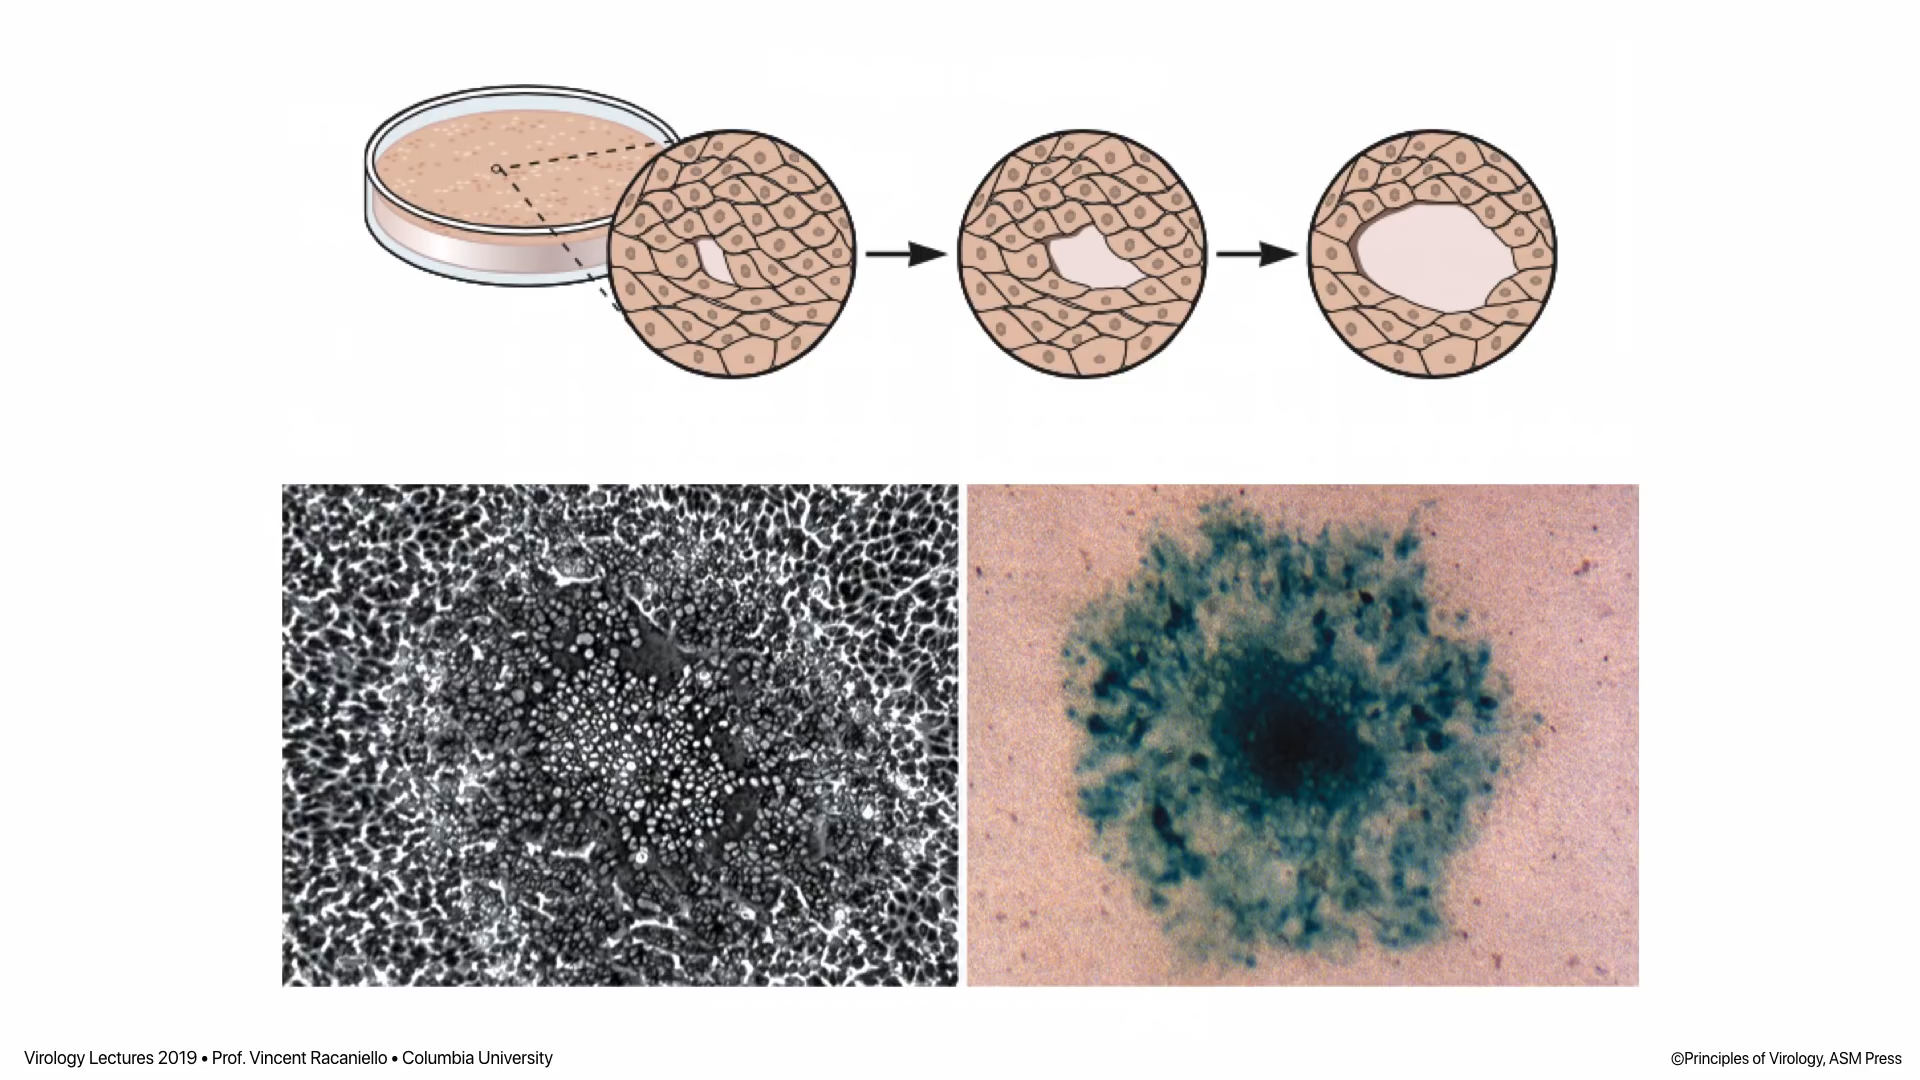 Virology Lectures 2019 • Prof. Vincent Racaniello • Columbia University
©Principles of Virology, ASM Press